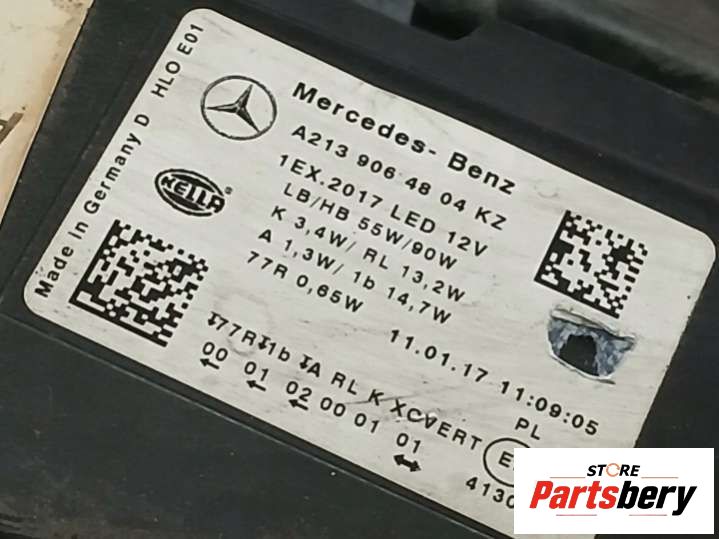 Made in Germany D HLO E01
HELLA ®
Mercedes-Benz
A213 906 48 04 KZ
1EX.2017 LED 12V
LB/HB 55W/90W
K 3,4W/ RL 13,2W
A 1,3W/ 1b 14,7W
77R 0,65W
11.01.17 11:09:05
PL
77R 1b A RL K XCVERT
00 01 02 00 01 01
4130
STORE
Partsbery